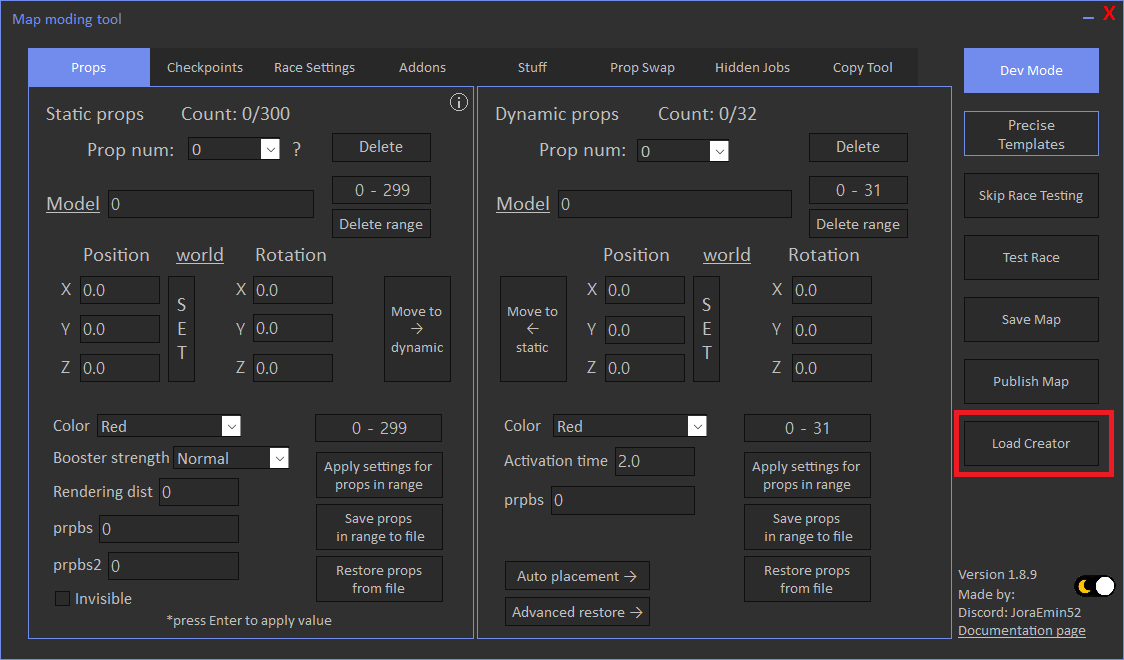 Map moding tool
X
Props
Checkpoints
Race Settings
Addons
Stuff
Prop Swap
Hidden Jobs
Copy Tool
Static props
Count: 0/300
Prop num:
0
?
Delete
0 - 299
Delete range
Model
0
Position
world
Rotation
X
0.0
Y
0.0
Z
0.0
S
E
T
X
0.0
Y
0.0
Z
0.0
Move to
→
dynamic
Color
Red
Booster strength
Normal
Rendering dist
0
prpbs
0
prpbs2
0
Invisible
0 - 299
Apply settings for
props in range
Save props
in range to file
Restore props
from file
*press Enter to apply value
Dynamic props
Count: 0/32
Prop num:
0
Delete
0 - 31
Delete range
Model
0
Position
world
Rotation
Move to
←
static
X
0.0
Y
0.0
Z
0.0
S
E
T
X
0.0
Y
0.0
Z
0.0
Color
Red
Activation time
2.0
prpbs
0
0 - 31
Apply settings for
props in range
Save props
in range to file
Restore props
from file
Auto placement →
Advanced restore →
Dev Mode
Precise
Templates
Skip Race Testing
Test Race
Save Map
Publish Map
Load Creator
Version 1.8.9
Made by:
Discord: JoraEmin52
Documentation page